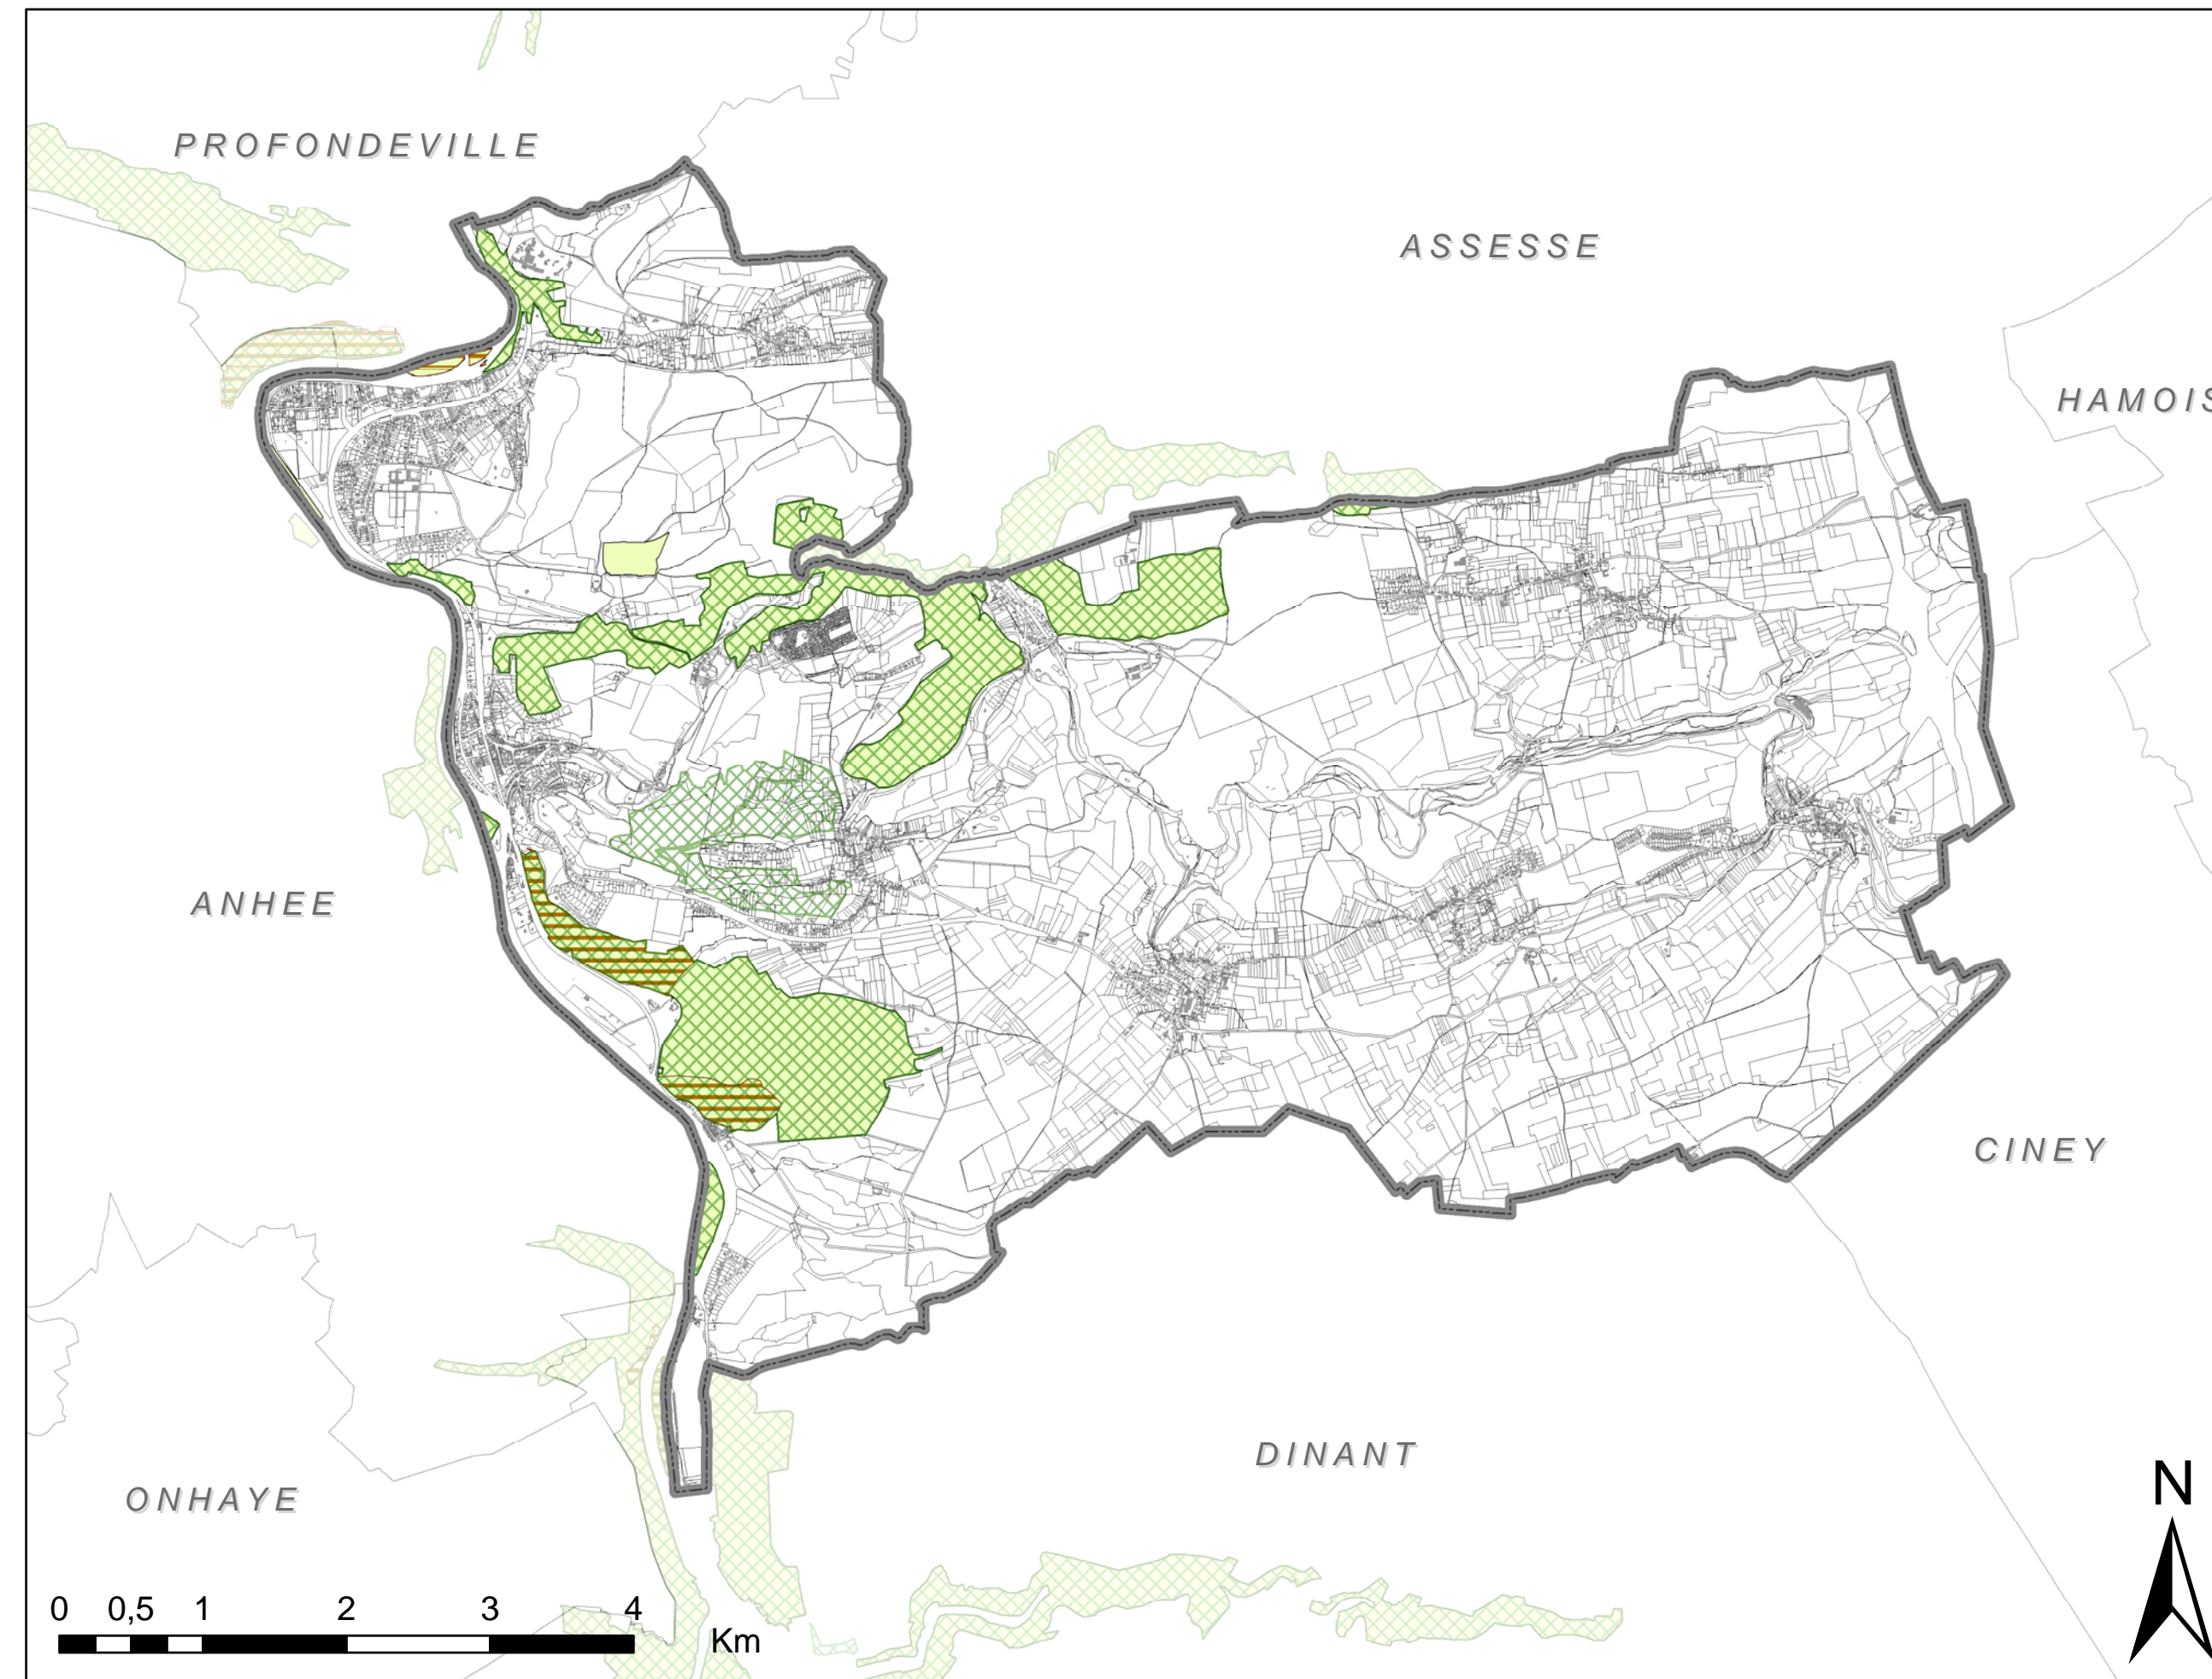 PROFONDEVILLE
ASSESSE
HAMOIS
ANHEE
CINEY
DINANT
ONHAYE
N
0 0,5 1 2 3 4
Km